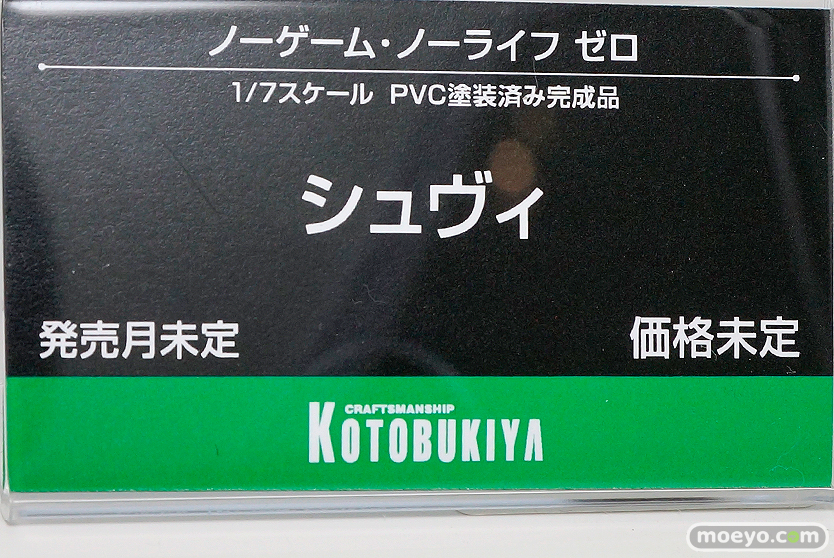 ノーゲーム・ノーライフ ゼロ
1/7スケール PVC塗装済み完成品
シュヴィ
発売月未定 価格未定
CRAFTSMANSHIP
KOTOBUKIYA
moeyo.com